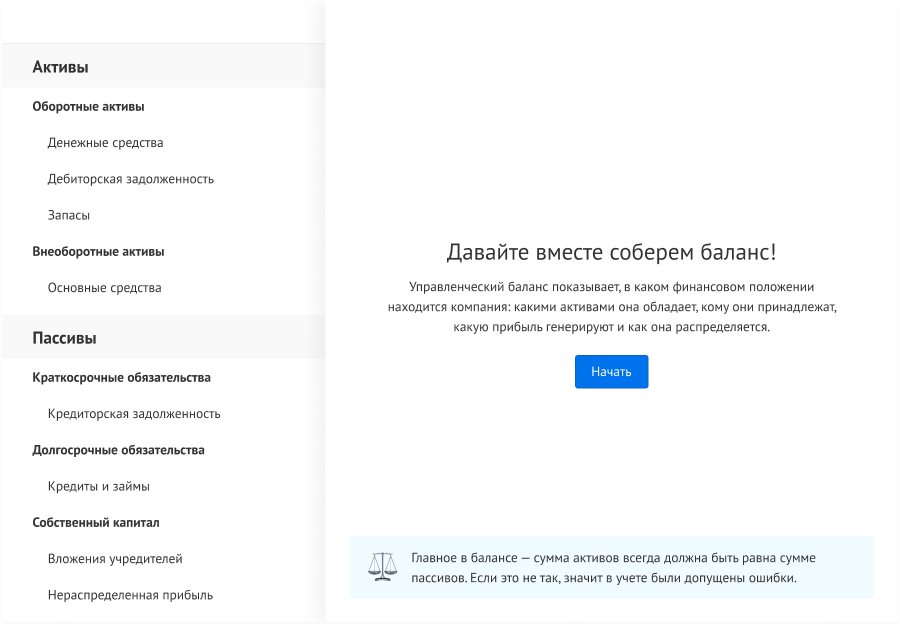 Активы
Оборотные активы
Денежные средства
Дебиторская задолженность
Запасы
Внеоборотные активы
Основные средства
Пассивы
Краткосрочные обязательства
Кредиторская задолженность
Долгосрочные обязательства
Кредиты и займы
Собственный капитал
Вложения учредителей
Нераспределенная прибыль
Давайте вместе соберем баланс!
Управленческий баланс показывает, в каком финансовом положении
находится компания: какими активами она обладает, кому они принадлежат,
какую прибыль генерируют и как она распределяется.
Начать
Главное в балансе — сумма активов всегда должна быть равна сумме
пассивов. Если это не так, значит в учете были допущены ошибки.